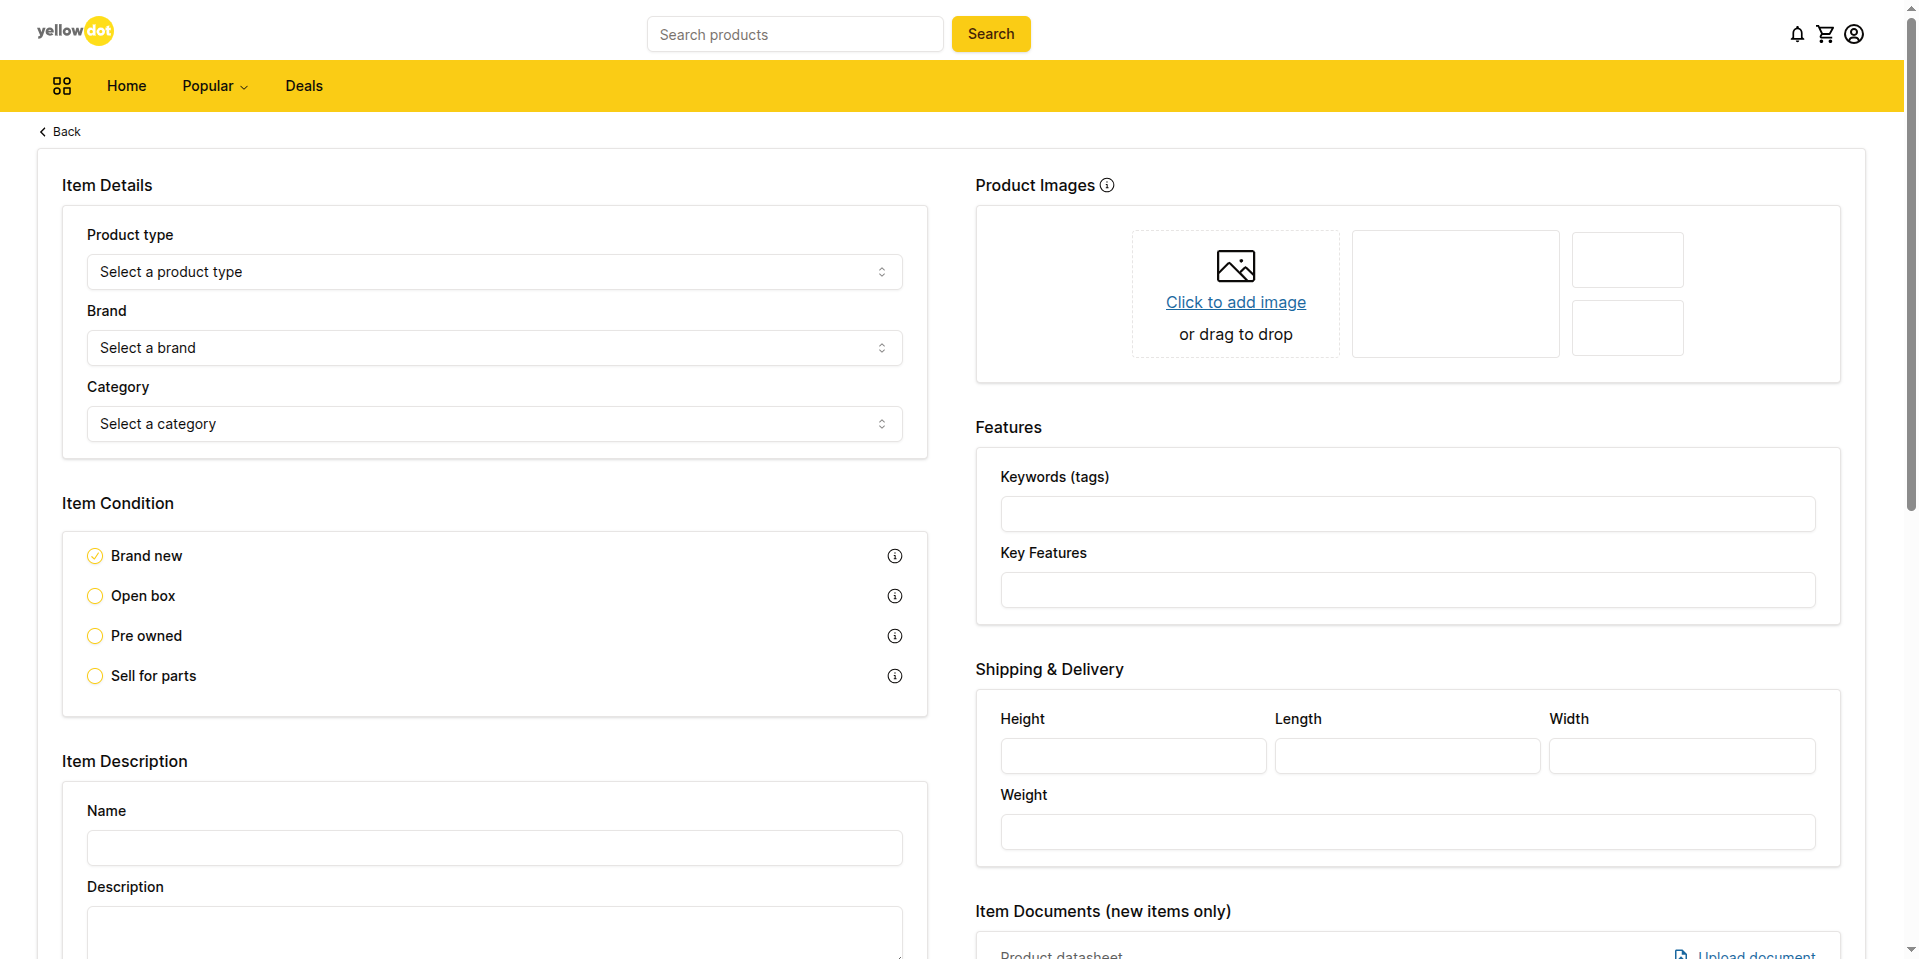 yellowdot
Search products
Search
Home
Popular
Deals
Back
Item Details
Product type
Select a product type
Brand
Select a brand
Category
Select a category
Item Condition
Brand new
Open box
Pre owned
Sell for parts
Item Description
Name
Description
Product Images
Click to add image
or drag to drop
Features
Keywords (tags)
Key Features
Shipping & Delivery
Height
Length
Width
Weight
Item Documents (new items only)
Product datasheet
Upload document